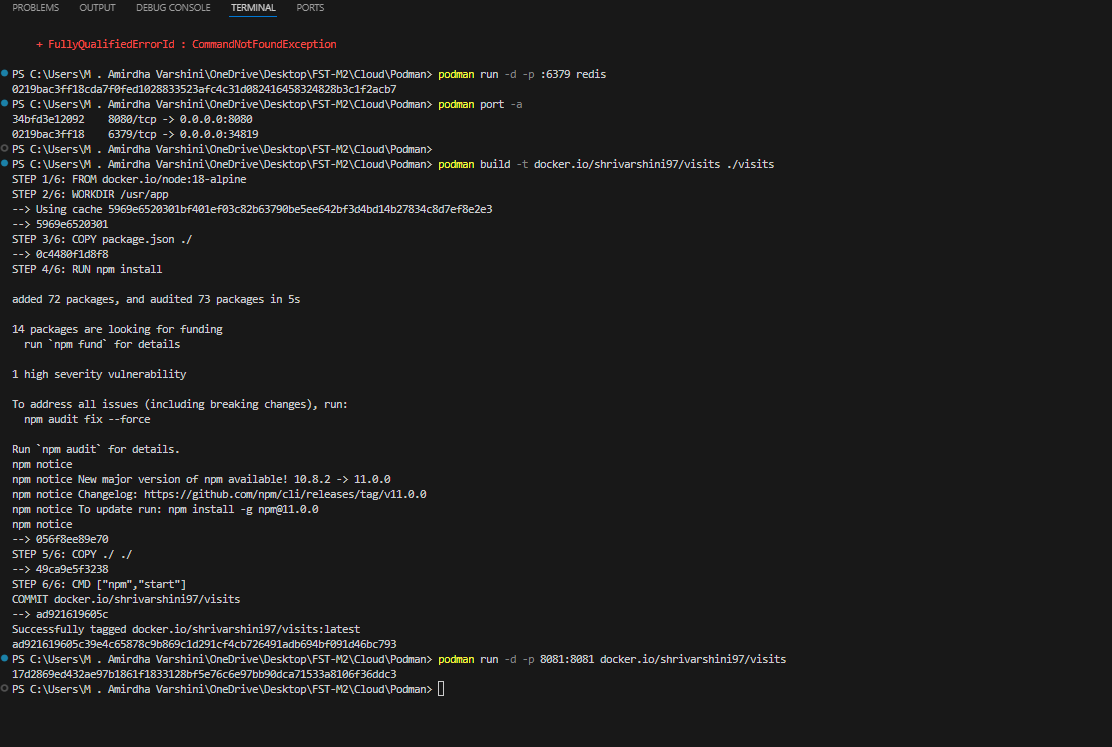 PROBLEMS OUTPUT DEBUG CONSOLE TERMINAL PORTS
+ FullyQualifiedErrorId : CommandNotFoundException
PS C:\Users\M . Amirdha Varshini\OneDrive\Desktop\FST-M2\Cloud\Podman> podman run -d -p :6379 redis
0219bac3ff18cda7f0fed1028833523afc4c31d082416458324828b3c1f2acb7
PS C:\Users\M . Amirdha Varshini\OneDrive\Desktop\FST-M2\Cloud\Podman> podman port -a
34bfd3e12092    8080/tcp -> 0.0.0.0:8080
0219bac3ff18    6379/tcp -> 0.0.0.0:34819
PS C:\Users\M . Amirdha Varshini\OneDrive\Desktop\FST-M2\Cloud\Podman>
PS C:\Users\M . Amirdha Varshini\OneDrive\Desktop\FST-M2\Cloud\Podman> podman build -t docker.io/shrivarshini97/visits ./visits
STEP 1/6: FROM docker.io/node:18-alpine
STEP 2/6: WORKDIR /usr/app
--> Using cache 5969e6520301bf401ef03c82b63790be5ee642bf3d4bd14b27834c8d7ef8e2e3
--> 5969e6520301
STEP 3/6: COPY package.json ./
--> 0c4480f1d8f8
STEP 4/6: RUN npm install
added 72 packages, and audited 73 packages in 5s
14 packages are looking for funding
run `npm fund` for details
1 high severity vulnerability
To address all issues (including breaking changes), run:
npm audit fix --force
Run `npm audit` for details.
npm notice
npm notice New major version of npm available! 10.8.2 -> 11.0.0
npm notice Changelog: https://github.com/npm/cli/releases/tag/v11.0.0
npm notice To update run: npm install -g npm@11.0.0
npm notice
--> 056f8ee89e70
STEP 5/6: COPY ./ ./
--> 49ca9e5f3238
STEP 6/6: CMD ["npm","start"]
COMMIT docker.io/shrivarshini97/visits
--> ad921619605c
Successfully tagged docker.io/shrivarshini97/visits:latest
ad921619605c39e4c65878c9b869c1d291cf4cb726491adb694bf091d46bc793
PS C:\Users\M . Amirdha Varshini\OneDrive\Desktop\FST-M2\Cloud\Podman> podman run -d -p 8081:8081 docker.io/shrivarshini97/visits
17d2869ed432ae97b1861f1833128bf5e76c6e97bb90dca71533a8106f36ddc3
PS C:\Users\M . Amirdha Varshini\OneDrive\Desktop\FST-M2\Cloud\Podman>